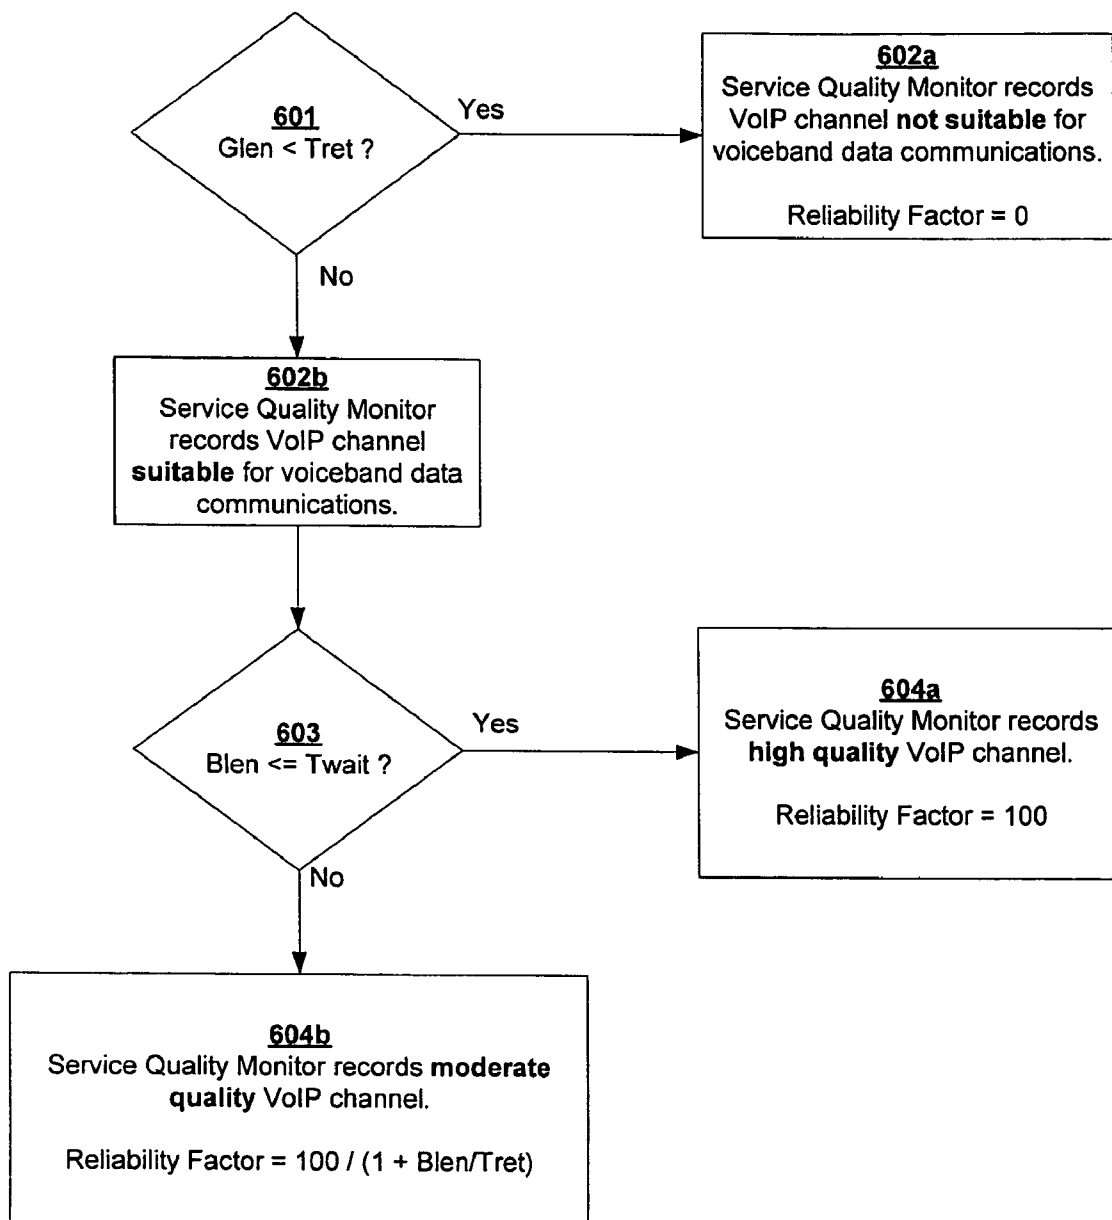 601
Glen < Tret ?
Yes
602a
Service Quality Monitor records
VoIP channel not suitable for
voiceband data communications.
Reliability Factor = 0
No
602b
Service Quality Monitor
records VoIP channel
suitable for voiceband data
communications.
603
Blen <= Twait ?
Yes
604a
Service Quality Monitor records
high quality VoIP channel.
Reliability Factor = 100
No
604b
Service Quality Monitor records moderate
quality VoIP channel.
Reliability Factor = 100 / (1 + Blen/Tret)